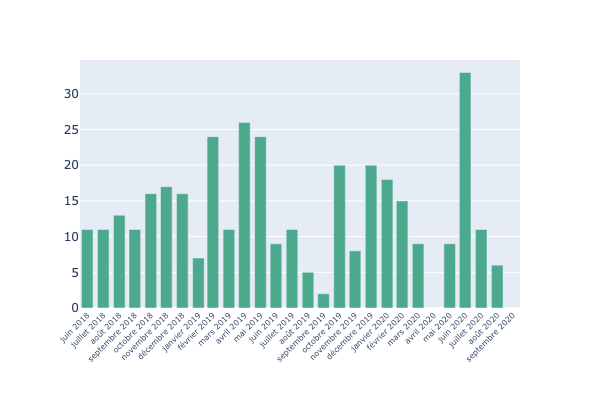 30
25
20
15
10
5
0
juin 2018
juillet 2018
août 2018
septembre 2018
octobre 2018
novembre 2018
décembre 2018
janvier 2019
février 2019
mars 2019
avril 2019
mai 2019
juin 2019
juillet 2019
août 2019
septembre 2019
octobre 2019
novembre 2019
décembre 2019
janvier 2020
février 2020
mars 2020
avril 2020
mai 2020
juin 2020
juillet 2020
août 2020
septembre 2020